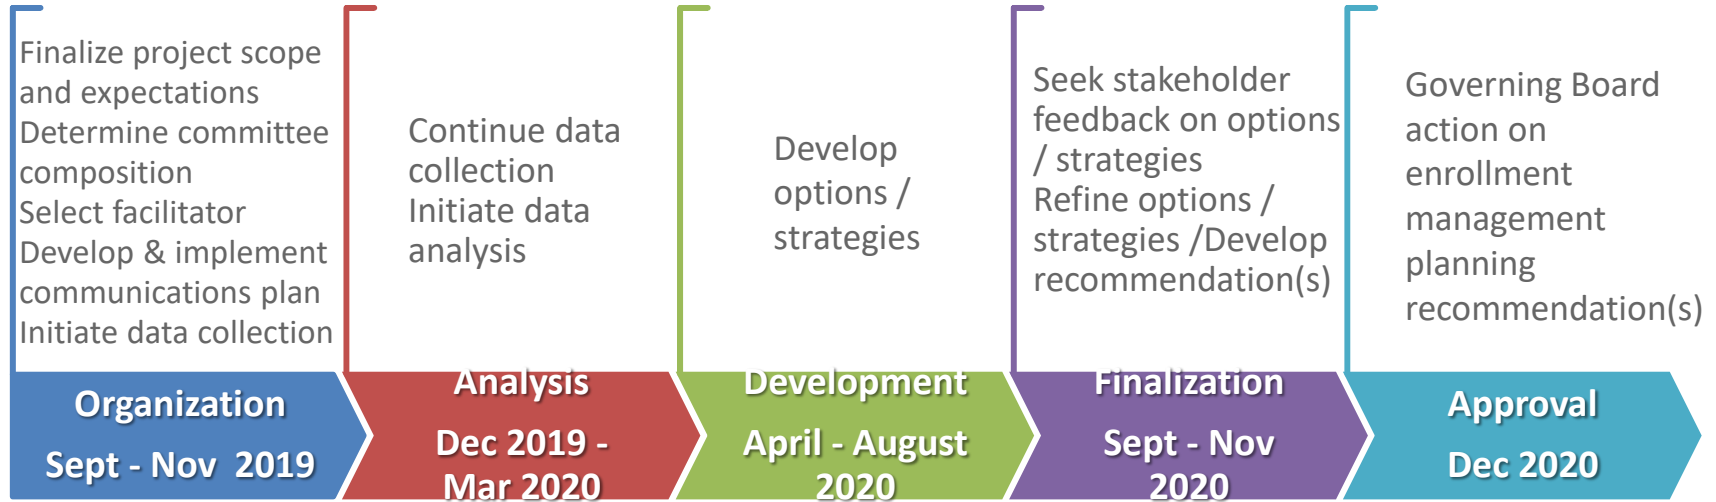 Finalize project scope
and expectations
Determine committee
composition
Select facilitator
Develop & implement
communications plan
Initiate data collection
Organization
Sept - Nov 2019
Continue data
collection
Initiate data
analysis
Analysis
Dec 2019 -
Mar 2020
Develop
options /
strategies
Development
April - August
2020
Seek stakeholder
feedback on options
/ strategies
Refine options /
strategies /Develop
recommendation(s)
Finalization
Sept - Nov
2020
Governing Board
action on
enrollment
management
planning
recommendation(s)
Approval
Dec 2020